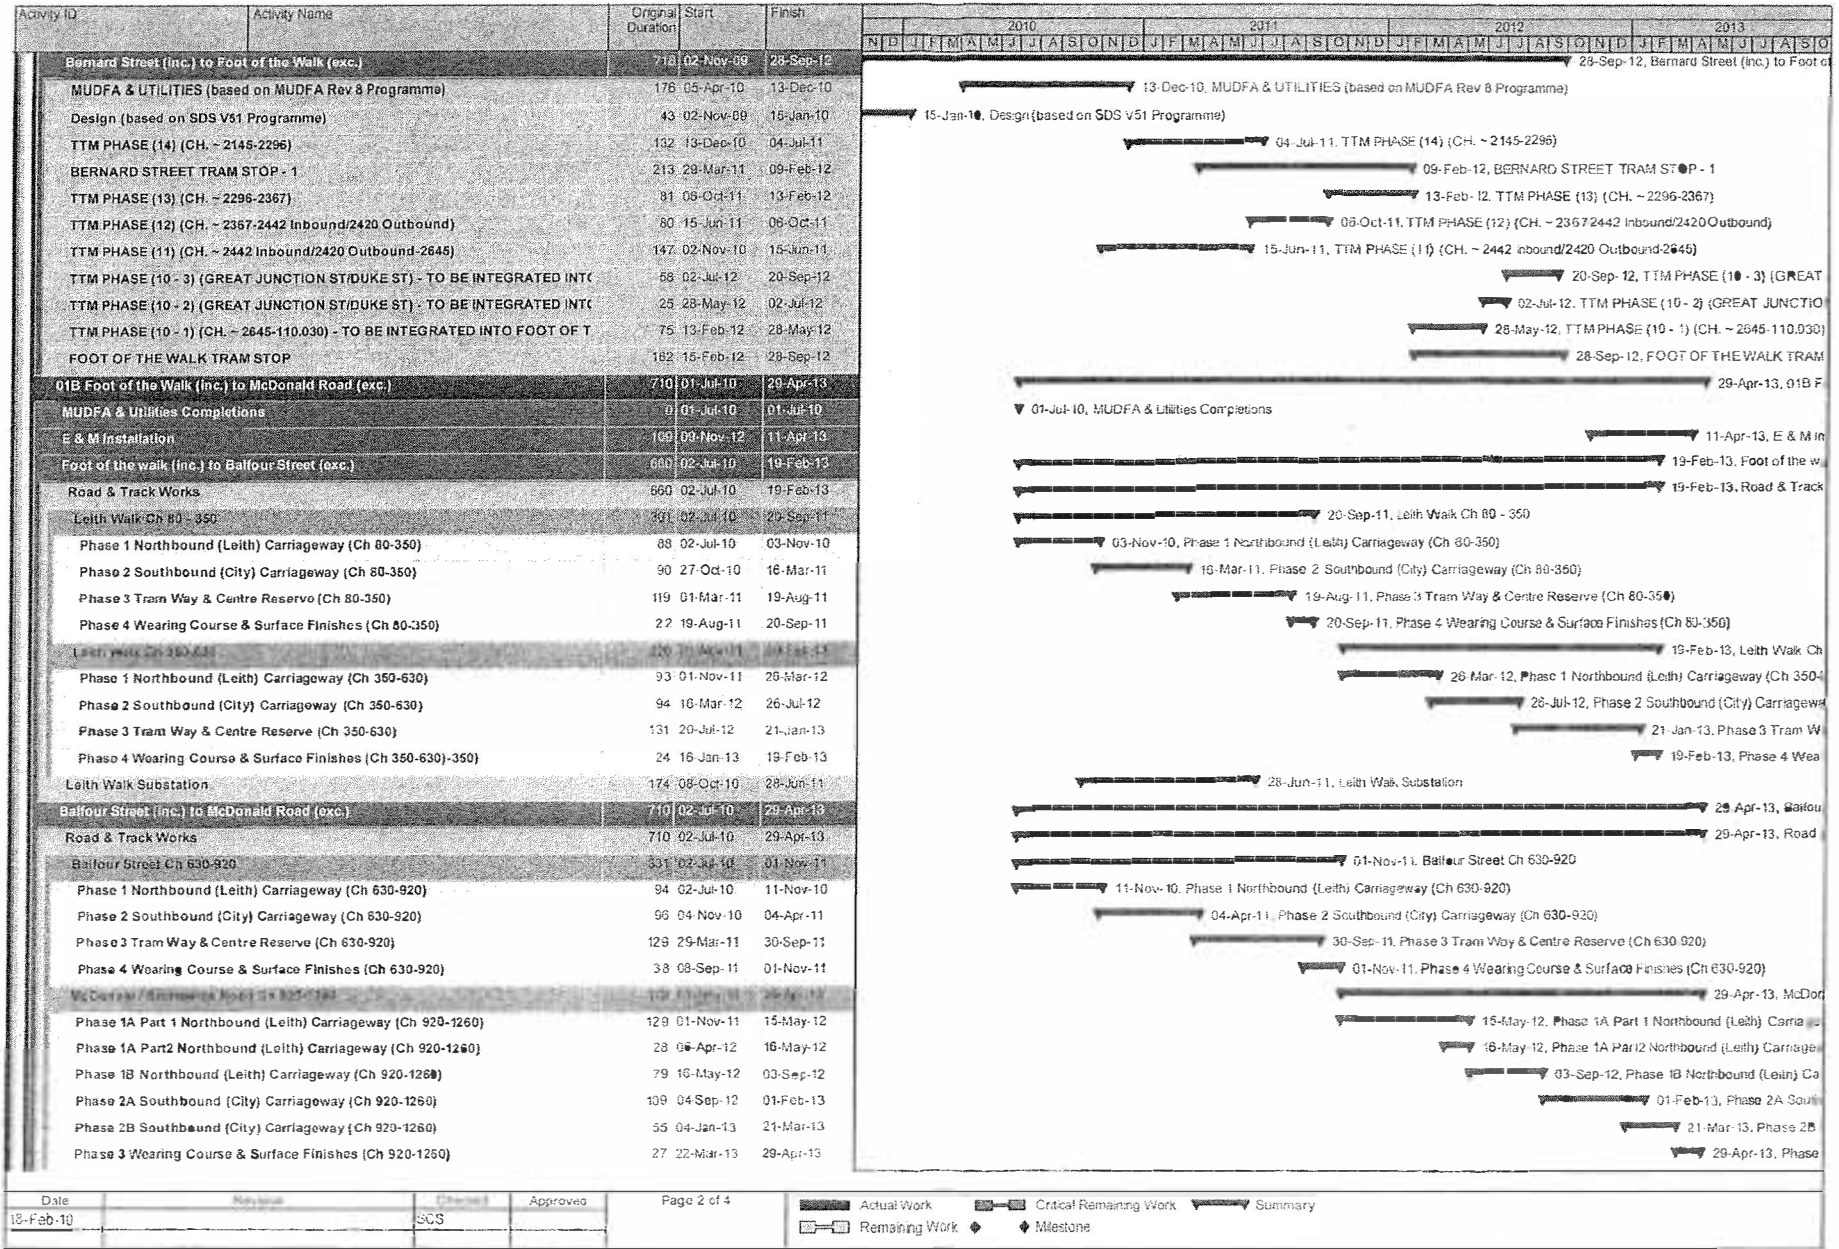 Activity ID Activity Name Original Duration Start Finish
2010 2011 2012 2013
N D J F M A M J J A S O N D J F M A M J J A S O N D J F M A M J J A S O N D J F M A M J J A S O
Bernard Street (inc.) to Foot of the Walk (exc.) 718 02-Nov-09 28-Sep-12 28-Sep-12, Bernard Street (inc.) to Foot of
MUDFA & UTILITIES (based on MUDFA Rev 8 Programme) 176 05-Apr-10 13-Dec-10 13-Dec-10, MUDFA & UTILITIES (based on MUDFA Rev 8 Programme)
Design (based on SDS V51 Programme) 43 02-Nov-09 15-Jan-10 15-Jan-10, Design (based on SDS V51 Programme)
TTM PHASE (14) (CH. ~ 2145-2296) 132 13-Dec-10 04-Jul-11 04-Jul-11, TTM PHASE (14) (CH. ~ 2145-2296)
BERNARD STREET TRAM STOP - 1 213 29-Mar-11 09-Feb-12 09-Feb-12, BERNARD STREET TRAM STOP - 1
TTM PHASE (13) (CH. ~ 2296-2367) 81 06-Oct-11 13-Feb-12 13-Feb-12, TTM PHASE (13) (CH. ~ 2296-2367)
TTM PHASE (12) (CH. ~ 2367-2442 Inbound/2420 Outbound) 80 15-Jun-11 06-Oct-11 06-Oct-11, TTM PHASE (12) (CH. ~ 2367-2442 Inbound/2420 Outbound)
TTM PHASE (11) (CH. ~ 2442 Inbound/2420 Outbound-2645) 147 02-Nov-10 15-Jun-11 15-Jun-11, TTM PHASE (11) (CH. ~ 2442 Inbound/2420 Outbound-2645)
TTM PHASE (10 - 3) (GREAT JUNCTION ST/DUKE ST) - TO BE INTEGRATED INTO 58 02-Jul-12 20-Sep-12 20-Sep-12, TTM PHASE (10 - 3) (GREAT
TTM PHASE (10 - 2) (GREAT JUNCTION ST/DUKE ST) - TO BE INTEGRATED INTO 25 28-May-12 02-Jul-12 02-Jul-12, TTM PHASE (10 - 2) (GREAT JUNCTIO
TTM PHASE (10 - 1) (CH. ~ 2645-110.030) - TO BE INTEGRATED INTO FOOT OF T 75 13-Feb-12 28-May-12 28-May-12, TTM PHASE (10 - 1) (CH. ~ 2645-110.030)
FOOT OF THE WALK TRAM STOP 162 15-Feb-12 28-Sep-12 28-Sep-12, FOOT OF THE WALK TRAM
01B Foot of the Walk (inc.) to McDonald Road (exc.) 710 01-Jul-10 29-Apr-13 29-Apr-13, 01B F
MUDFA & Utilities Completions 0 01-Jul-10 01-Jul-10 01-Jul-10, MUDFA & Utilities Completions
E & M Installation 109 09-Nov-12 11-Apr-13 11-Apr-13, E & M In
Foot of the walk (inc.) to Balfour Street (exc.) 660 02-Jul-10 19-Feb-13 19-Feb-13, Foot of the w
Road & Track Works 660 02-Jul-10 19-Feb-13 19-Feb-13, Road & Track
Leith Walk Ch 80 - 350 301 02-Jul-10 20-Sep-11 20-Sep-11, Leith Walk Ch 80 - 350
Phase 1 Northbound (Leith) Carriageway (Ch 80-350) 88 02-Jul-10 03-Nov-10 03-Nov-10, Phase 1 Northbound (Leith) Carriageway (Ch 80-350)
Phase 2 Southbound (City) Carriageway (Ch 80-350) 90 27-Oct-10 16-Mar-11 16-Mar-11, Phase 2 Southbound (City) Carriageway (Ch 80-350)
Phase 3 Tram Way & Centre Reserve (Ch 80-350) 119 01-Mar-11 19-Aug-11 19-Aug-11, Phase 3 Tram Way & Centre Reserve (Ch 80-350)
Phase 4 Wearing Course & Surface Finishes (Ch 80-350) 22 19-Aug-11 20-Sep-11 20-Sep-11, Phase 4 Wearing Course & Surface Finishes (Ch 80-350)
Leith Walk Ch 350-630 19-Feb-13, Leith Walk Ch
Phase 1 Northbound (Leith) Carriageway (Ch 350-630) 93 01-Nov-11 26-Mar-12 26-Mar-12, Phase 1 Northbound (Leith) Carriageway (Ch 350-
Phase 2 Southbound (City) Carriageway (Ch 350-630) 94 16-Mar-12 26-Jul-12 26-Jul-12, Phase 2 Southbound (City) Carriagewa
Phase 3 Tram Way & Centre Reserve (Ch 350-630) 131 20-Jul-12 21-Jan-13 21-Jan-13, Phase 3 Tram W
Phase 4 Wearing Course & Surface Finishes (Ch 350-630)-350) 24 16-Jan-13 19-Feb-13 19-Feb-13, Phase 4 Wea
Leith Walk Substation 174 08-Oct-10 28-Jun-11 28-Jun-11, Leith Walk Substation
Balfour Street (inc.) to McDonald Road (exc.) 710 02-Jul-10 29-Apr-13 29-Apr-13, Balfou
Road & Track Works 710 02-Jul-10 29-Apr-13 29-Apr-13, Road
Balfour Street Ch 630-920 331 02-Jul-10 01-Nov-11 01-Nov-11, Balfour Street Ch 630-920
Phase 1 Northbound (Leith) Carriageway (Ch 630-920) 94 02-Jul-10 11-Nov-10 11-Nov-10, Phase 1 Northbound (Leith) Carriageway (Ch 630-920)
Phase 2 Southbound (City) Carriageway (Ch 630-920) 96 04-Nov-10 04-Apr-11 04-Apr-11, Phase 2 Southbound (City) Carriageway (Ch 630-920)
Phase 3 Tram Way & Centre Reserve (Ch 630-920) 129 29-Mar-11 30-Sep-11 30-Sep-11, Phase 3 Tram Way & Centre Reserve (Ch 630-920)
Phase 4 Wearing Course & Surface Finishes (Ch 630-920) 38 08-Sep-11 01-Nov-11 01-Nov-11, Phase 4 Wearing Course & Surface Finishes (Ch 630-920)
29-Apr-13, McDon
Phase 1A Part 1 Northbound (Leith) Carriageway (Ch 920-1260) 129 01-Nov-11 15-May-12 15-May-12, Phase 1A Part 1 Northbound (Leith) Carria
Phase 1A Part2 Northbound (Leith) Carriageway (Ch 920-1260) 28 Apr-12 16-May-12 16-May-12, Phase 1A Part2 Northbound (Leith) Carriage
Phase 1B Northbound (Leith) Carriageway (Ch 920-1260) 79 16-May-12 03-Sep-12 03-Sep-12, Phase 1B Northbound (Leith) Ca
Phase 2A Southbound (City) Carriageway (Ch 920-1260) 109 04-Sep-12 01-Feb-13 01-Feb-13, Phase 2A Sout
Phase 2B Southbound (City) Carriageway (Ch 920-1260) 55 04-Jan-13 21-Mar-13 21-Mar-13, Phase 2B
Phase 3 Wearing Course & Surface Finishes (Ch 920-1260) 27 22-Mar-13 29-Apr-13 29-Apr-13, Phase
Date Revision Checked Approved Page 2 of 4 Actual Work Critical Remaining Work Summary
18-Feb-10 SCS Remaining Work Milestone